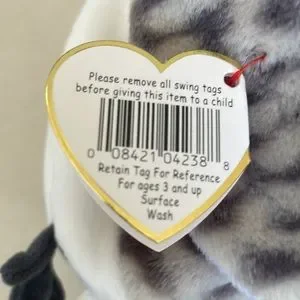 Please remove all swing tags
before giving this item to a child
0 08421 04238 8
Retain Tag For Reference
For ages 3 and up
Surface
Wash